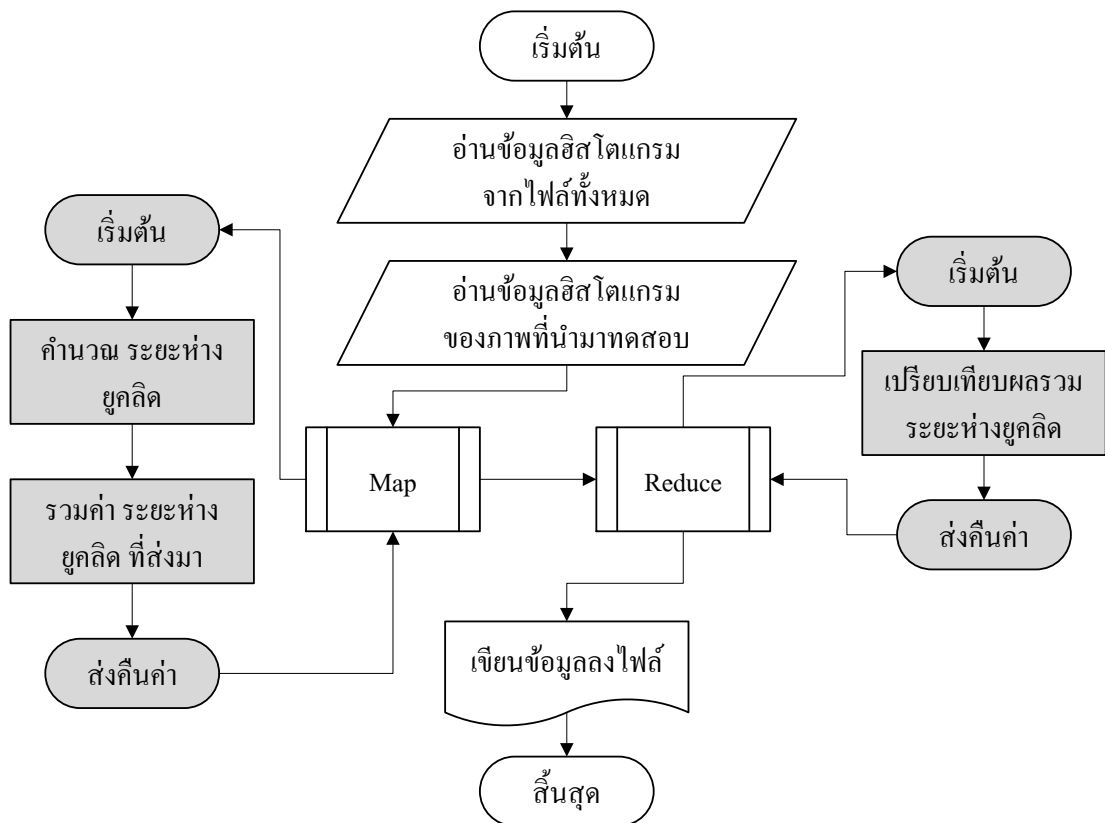 เริ่มต้น
อ่านข้อมูลฮิสโตแกรม
จากไฟล์ทั้งหมด
อ่านข้อมูลฮิสโตแกรม
ของภาพที่นำมาทดสอบ
เริ่มต้น
คำนวณ ระยะห่าง
ยูคลิด
รวมค่า ระยะห่าง
ยูคลิด ที่ส่งมา
ส่งคืนค่า
Map
Reduce
เริ่มต้น
เปรียบเทียบผลรวม
ระยะห่างยูคลิด
ส่งคืนค่า
เขียนข้อมูลลงไฟล์
สิ้นสุด